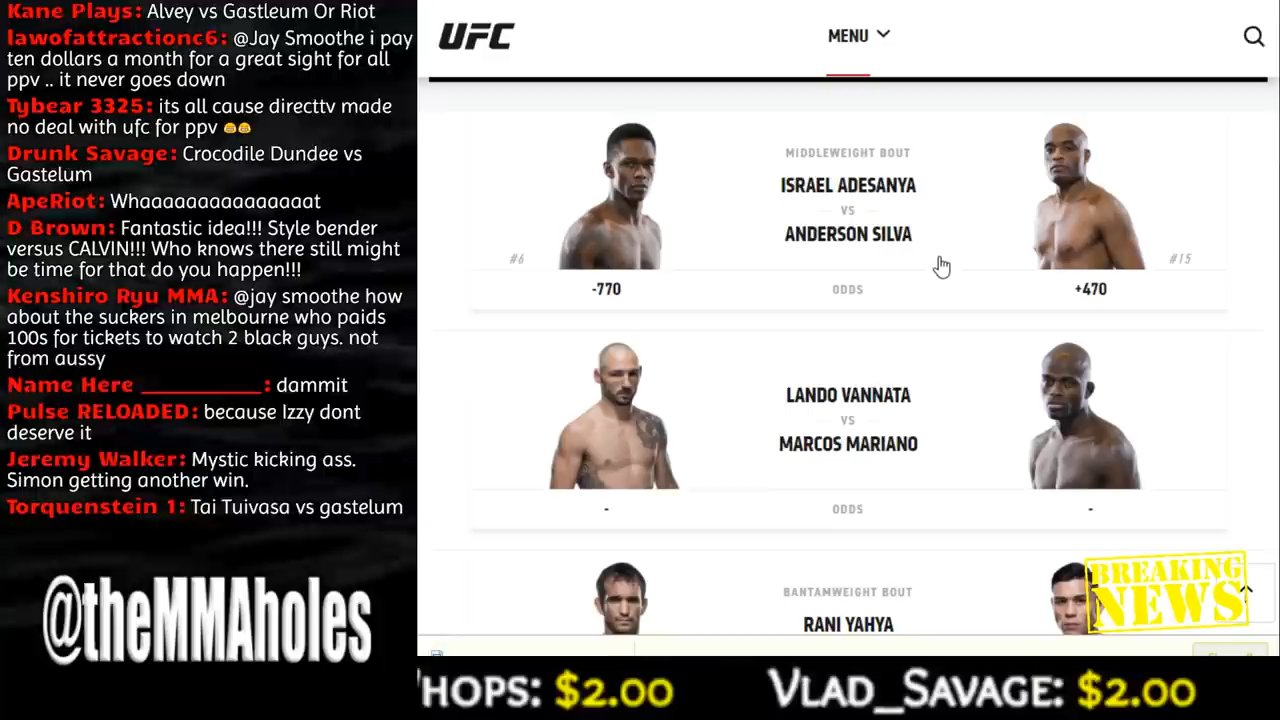 Kane Plays: Alvey vs Gastleum Or Riot
lawofattractionc6: @Jay Smoothe i pay
ten dollars a month for a great sight for all
ppv .. it never goes down
Tybear 3325: its all cause directtv made
no deal with ufc for ppv
Drunk Savage: Crocodile Dundee vs
Gastelum
ApeRiot: Whaaaaaaaaaaaaaat
D Brown: Fantastic idea!!! Style bender
versus CALVIN!!! Who knows there still might
be time for that do you happen!!!
Kenshiro Ryu MMA: @jay smoothe how
about the suckers in melbourne who paids
100s for tickets to watch 2 black guys. not
from aussy
Name Here __________: dammit
Pulse RELOADED: because Izzy dont
deserve it
Jeremy Walker: Mystic kicking ass.
Simon getting another win.
Torquenstein 1: Tai Tuivasa vs gastelum
@theMMAholes
UFC
MENU
MIDDLEWEIGHT BOUT
ISRAEL ADESANYA
VS
ANDERSON SILVA
#6
#15
-770
ODDS
+470
LANDO VANNATA
VS
MARCOS MARIANO
-
ODDS
-
BANTAMWEIGHT BOUT
RANI YAHYA
BREAKING
NEWS
HOPS: $2.00
VLAD_SAVAGE: $2.00